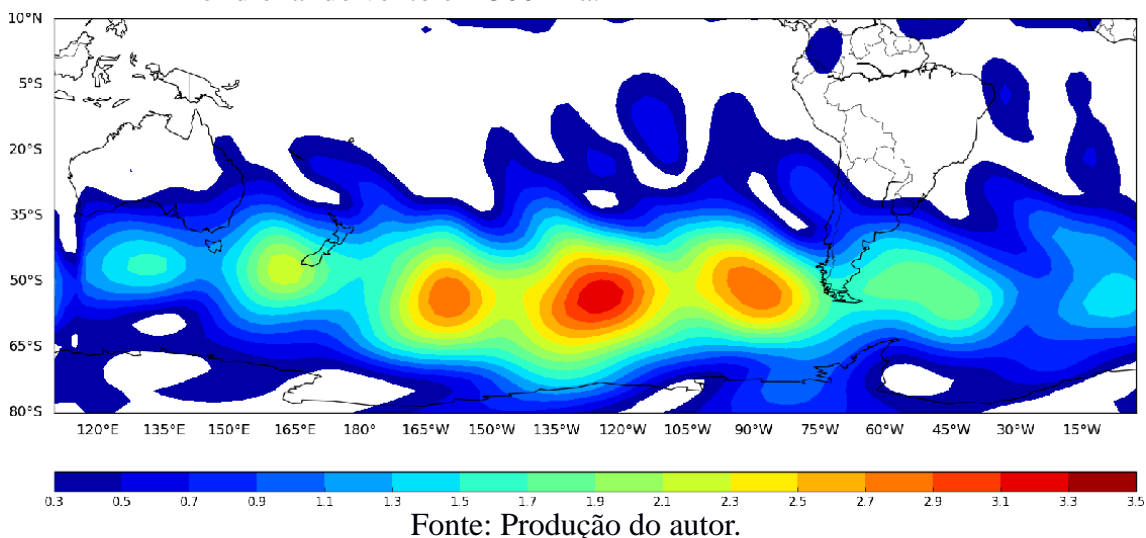 do vento em
10°N
5°S
20°S
35°S
50°S
65°S
80°S
120°E 135°E 150°E 165°E 180° 165°W 150°W 135°W 120°W 105°W 90°W 75°W 60°W 45°W 30°W 15°W
0.3 0.5 0.7 0.9 1.1 1.3 1.5 1.7 1.9 2.1 2.3 2.5 2.7 2.9 3.1 3.3 3.5
Fonte: Produção do autor.